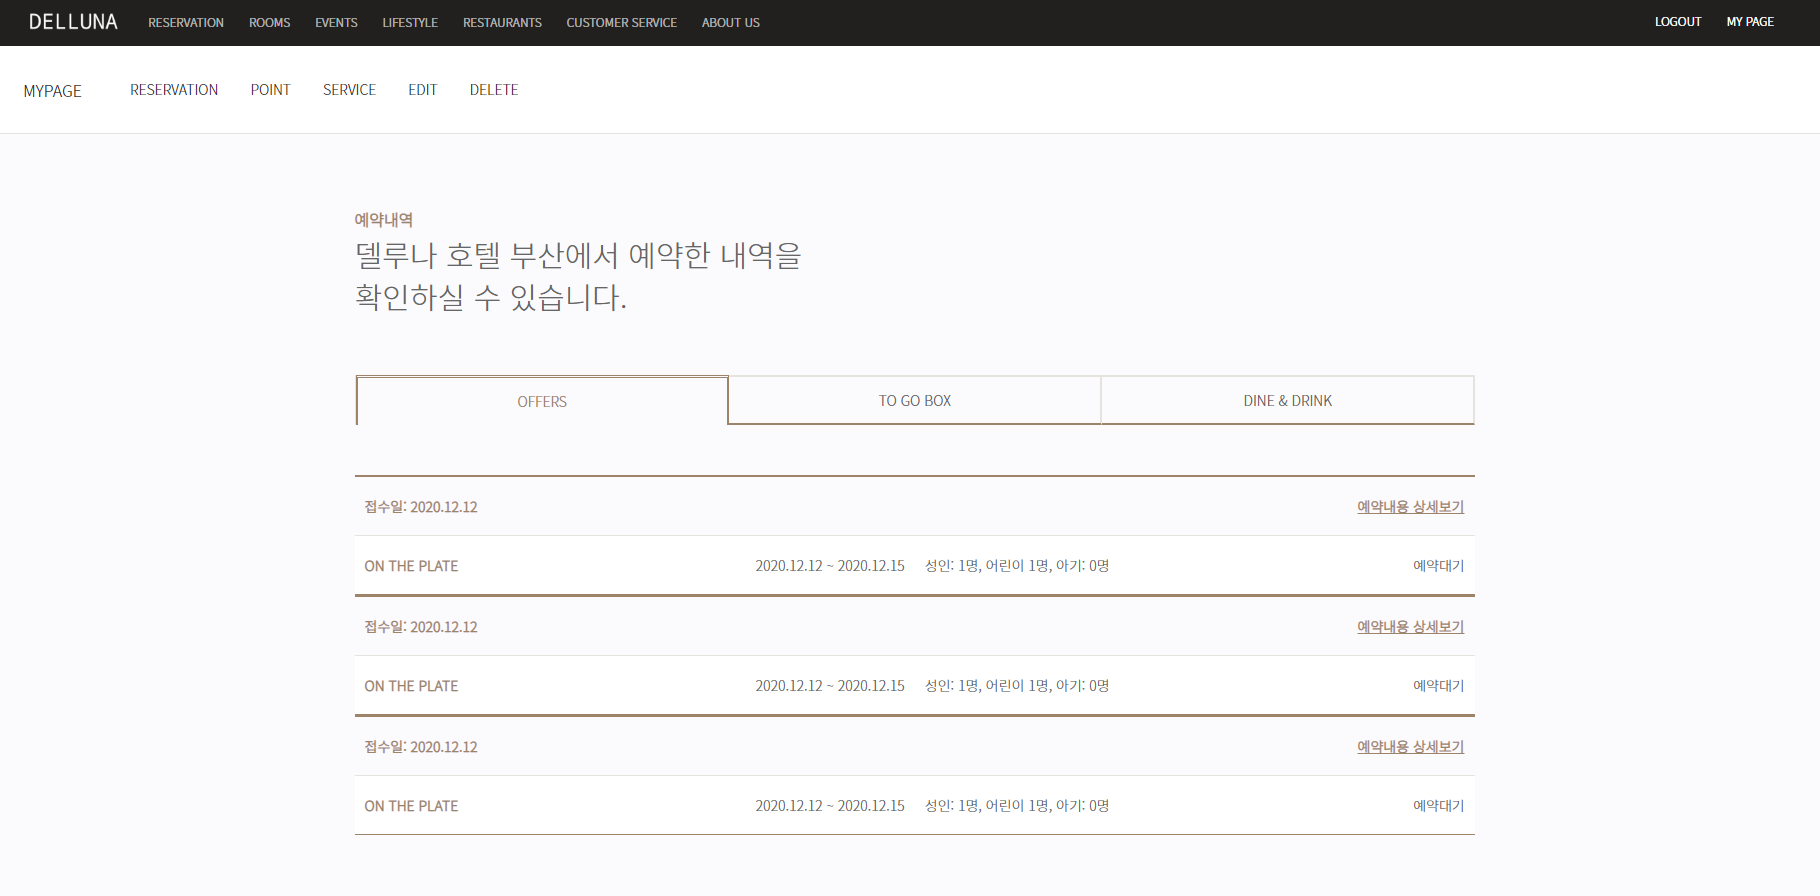 DELLUNA RESERVATION ROOMS EVENTS LIFESTYLE RESTAURANTS CUSTOMER SERVICE ABOUT US LOGOUT MY PAGE
MYPAGE RESERVATION POINT SERVICE EDIT DELETE
예약내역
델루나 호텔 부산에서 예약한 내역을
확인하실 수 있습니다.
OFFERS TO GO BOX DINE & DRINK
접수일: 2020.12.12 예약내용 상세보기
ON THE PLATE 2020.12.12 ~ 2020.12.15 성인: 1명, 어린이 1명, 아기: 0명 예약대기
접수일: 2020.12.12 예약내용 상세보기
ON THE PLATE 2020.12.12 ~ 2020.12.15 성인: 1명, 어린이 1명, 아기: 0명 예약대기
접수일: 2020.12.12 예약내용 상세보기
ON THE PLATE 2020.12.12 ~ 2020.12.15 성인: 1명, 어린이 1명, 아기: 0명 예약대기